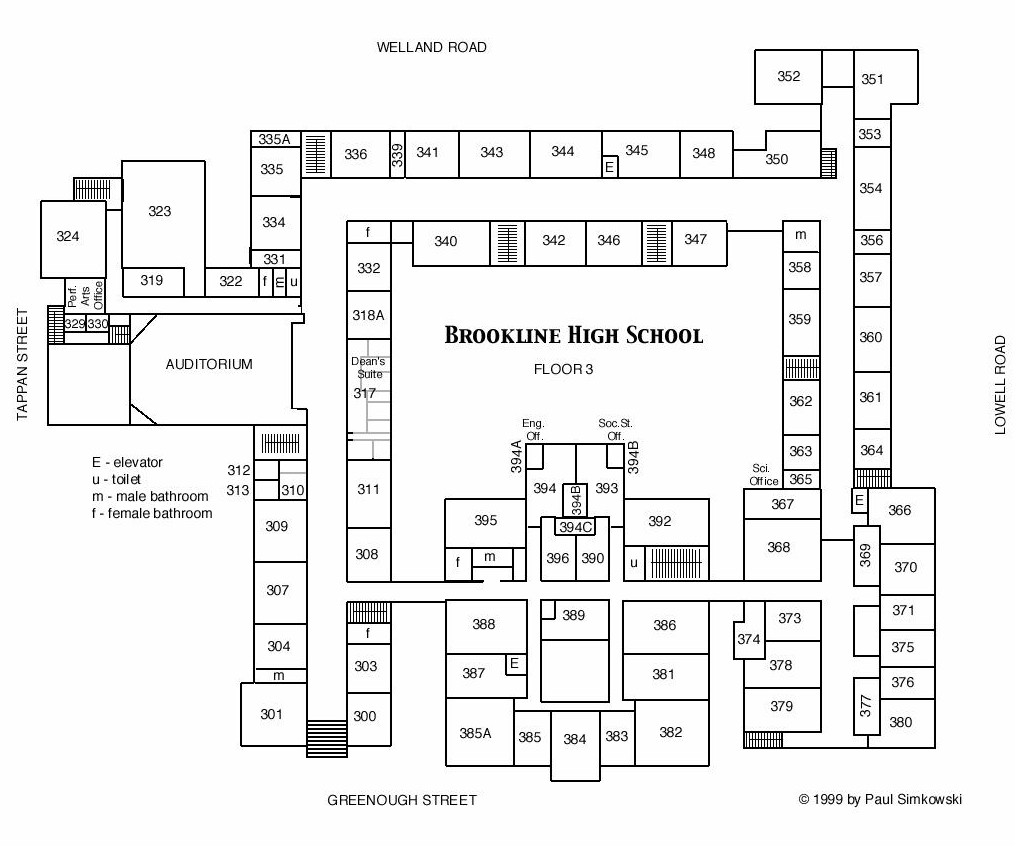 WELLAND ROAD
352
351
353
335A
336
339
341
343
344
345
E
348
350
335
354
323
324
334
331
f
340
342
346
347
m
356
319
322
f
m
u
332
358
357
Perf.
Arts
Office
329
330
318A
359
360
BROOKLINE HIGH SCHOOL
FLOOR 3
TAPPAN STREET
LOWELL ROAD
AUDITORIUM
Dean's
Suite
317
362
361
Eng.
Off.
Soc.St.
Off.
394A
394B
363
364
E - elevator
u - toilet
m - male bathroom
f - female bathroom
312
313
310
311
394
394B
393
Sci.
Office
365
367
E
366
309
395
394C
392
308
f
m
396
390
u
368
369
370
307
f
388
389
386
373
371
304
303
374
375
m
387
E
381
378
376
301
300
385A
385
384
383
382
379
377
380
GREENOUGH STREET
© 1999 by Paul Simkowski